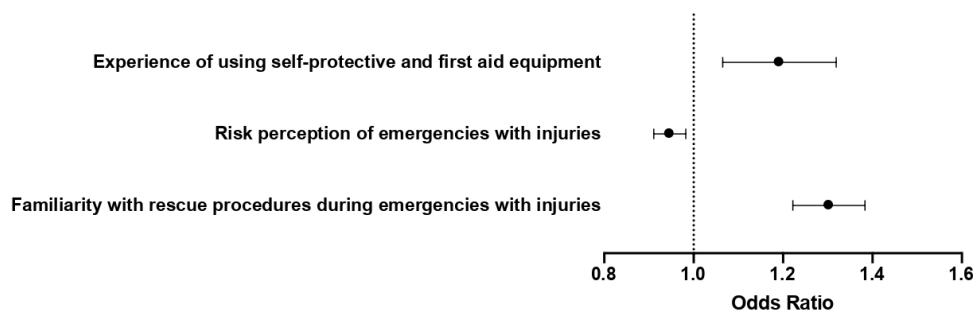 Experience of using self-protective and first aid equipment
Risk perception of emergencies with injuries
Familiarity with rescue procedures during emergencies with injuries
0.8 1.0 1.2 1.4 1.6
Odds Ratio